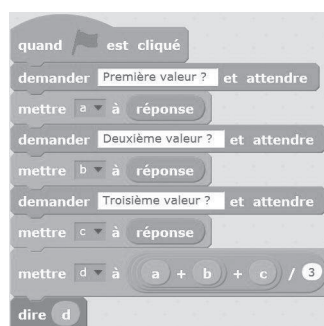 quand est cliqué
demander Première valeur ? et attendre
mettre a à réponse
demander Deuxième valeur ? et attendre
mettre b à réponse
demander Troisième valeur ? et attendre
mettre c à réponse
mettre d à a + b + c / 3
dire d